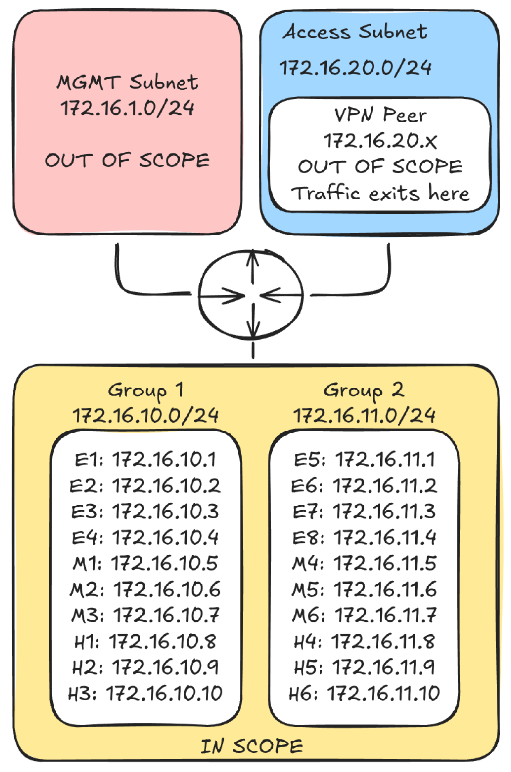 MGMT Subnet
172.16.1.0/24
OUT OF SCOPE
Access Subnet
172.16.20.0/24
VPN Peer
172.16.20.x
OUT OF SCOPE
Traffic exits here
Group 1
172.16.10.0/24
E1: 172.16.10.1
E2: 172.16.10.2
E3: 172.16.10.3
E4: 172.16.10.4
M1: 172.16.10.5
M2: 172.16.10.6
M3: 172.16.10.7
H1: 172.16.10.8
H2: 172.16.10.9
H3: 172.16.10.10
Group 2
172.16.11.0/24
E5: 172.16.11.1
E6: 172.16.11.2
E7: 172.16.11.3
E8: 172.16.11.4
M4: 172.16.11.5
M5: 172.16.11.6
M6: 172.16.11.7
H4: 172.16.11.8
H5: 172.16.11.9
H6: 172.16.11.10
IN SCOPE